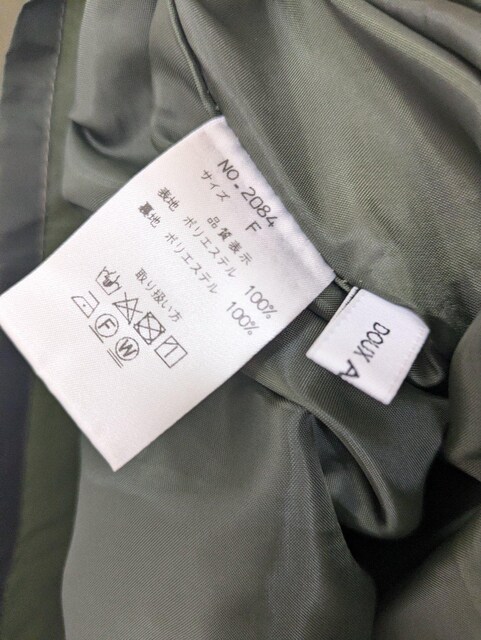 NO.2084
サイズ F
品質表示
表地 ポリエステル 100%
裏地 ポリエステル 100%
取り扱い方
F W
DOUX A